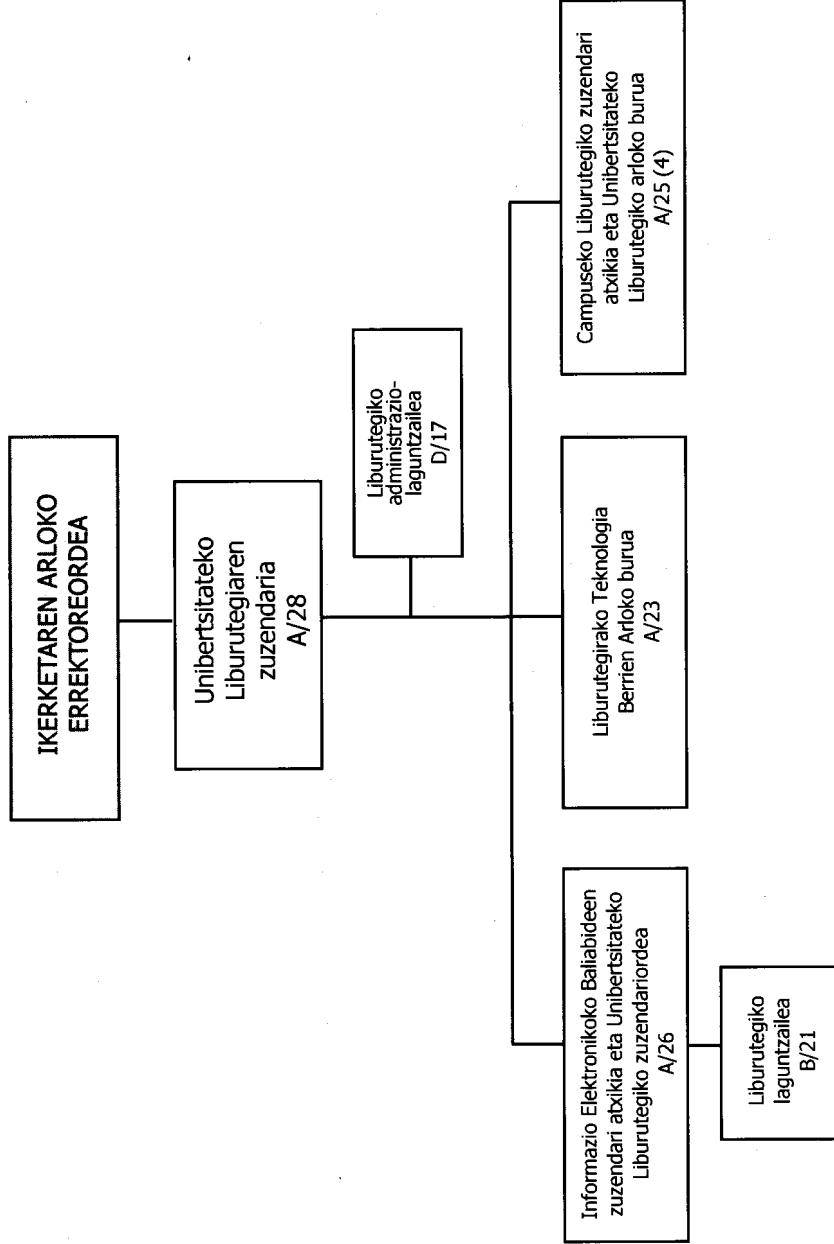 IKERKETAREN ARLOKO
ERREKTOREORDEA
Unibertsitateko
Liburutegiaren
zuzendaria
A/28
Liburutegiko
administrazio-
laguntzailea
D/17
Informazio Elektronikoko Baliabideen
zuzendari atxikia eta Unibertsitateko
Liburutegiko zuzendariordea
A/26
Liburutegirako Teknologia
Berrien Arloko burua
A/23
Campuseko Liburutegiko zuzendari
atxikia eta Unibertsitateko
Liburutegiko arloko burua
A/25 (4)
Liburutegiko
laguntzailea
B/21